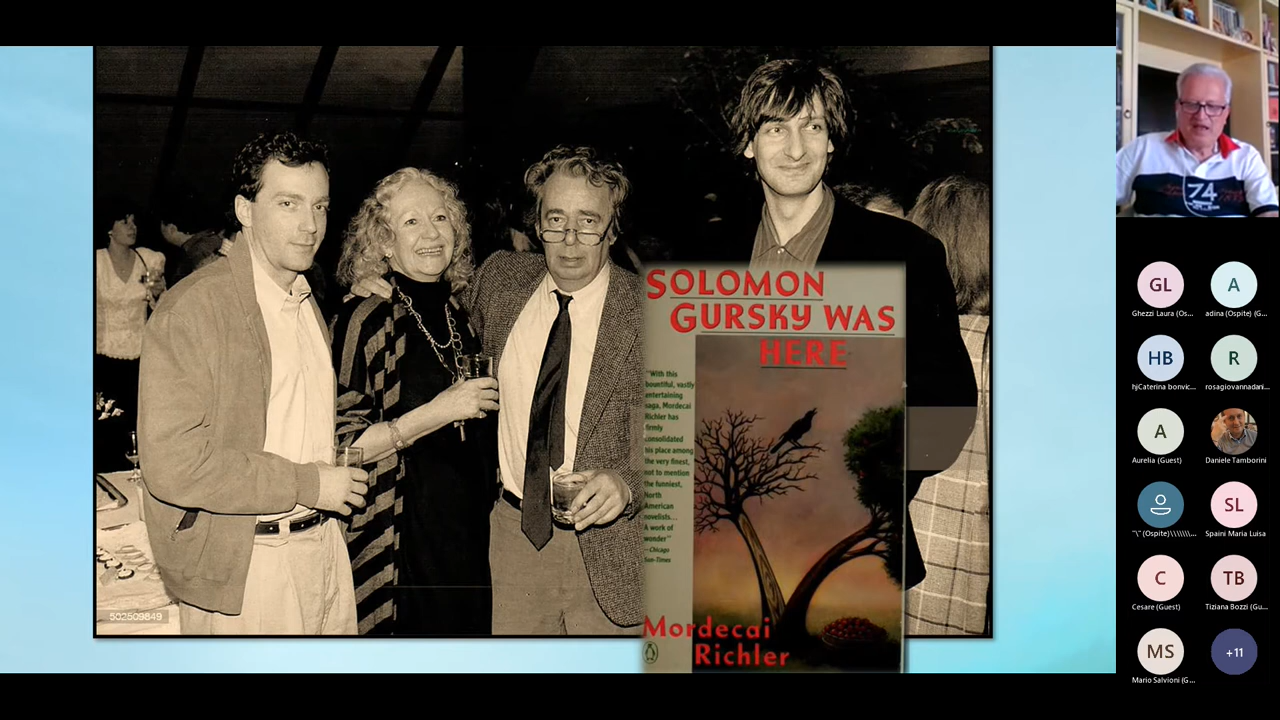 SOLOMON
GURSKY WAS
HERE
"With this
bountiful, vastly
entertaining
saga, Mordecai
Richler has
firmly
consolidated
his place among
the very finest,
not to mention
the funniest,
North
American
novelists...
A work of
wonder"
—Chicago
Sun-Times
Mordecai
Richler
502509849
74
GL
Ghezzi Laura (Os...
A
adina (Ospite) (G...
HB
hjCaterina bonvic...
R
rosagiovannadari...
A
Aurelia (Guest)
Daniele Tamborini
"\" (Ospite)\\\\\\\...
SL
Spaini Maria Luisa
C
Cesare (Guest)
TB
Tiziana Bozzi (Gu...
MS
Mario Salvioni (G...
+11